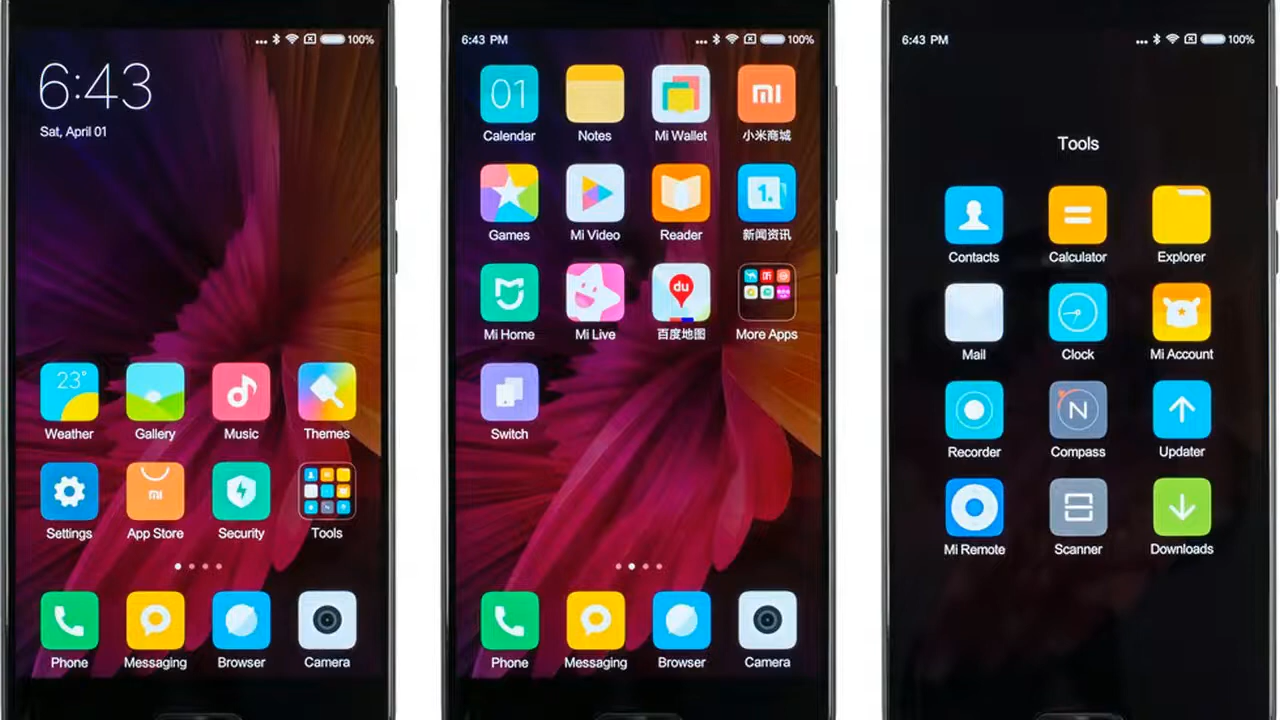 100%
6:43
Sat, April 01
23°
Weather
Gallery
Music
Themes
mi
Settings
App Store
Security
Tools
Phone
Messaging
Browser
Camera
6:43 PM
100%
01
mi
Calendar
Notes
Mi Wallet
小米商城
1.
Games
Mi Video
Reader
新闻资讯
du
Mi Home
Mi Live
百度地图
More Apps
Switch
Phone
Messaging
Browser
Camera
6:43 PM
100%
Tools
Contacts
Calculator
Explorer
Mail
Clock
Mi Account
N
Recorder
Compass
Updater
Mi Remote
Scanner
Downloads